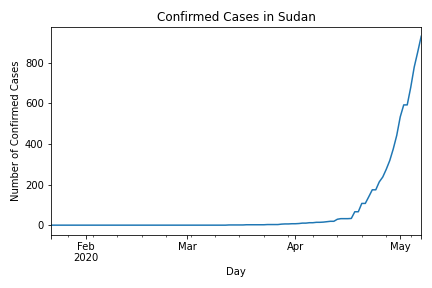 Confirmed Cases in Sudan
Number of Confirmed Cases
800
600
400
200
0
Feb
2020
Mar
Apr
May
Day